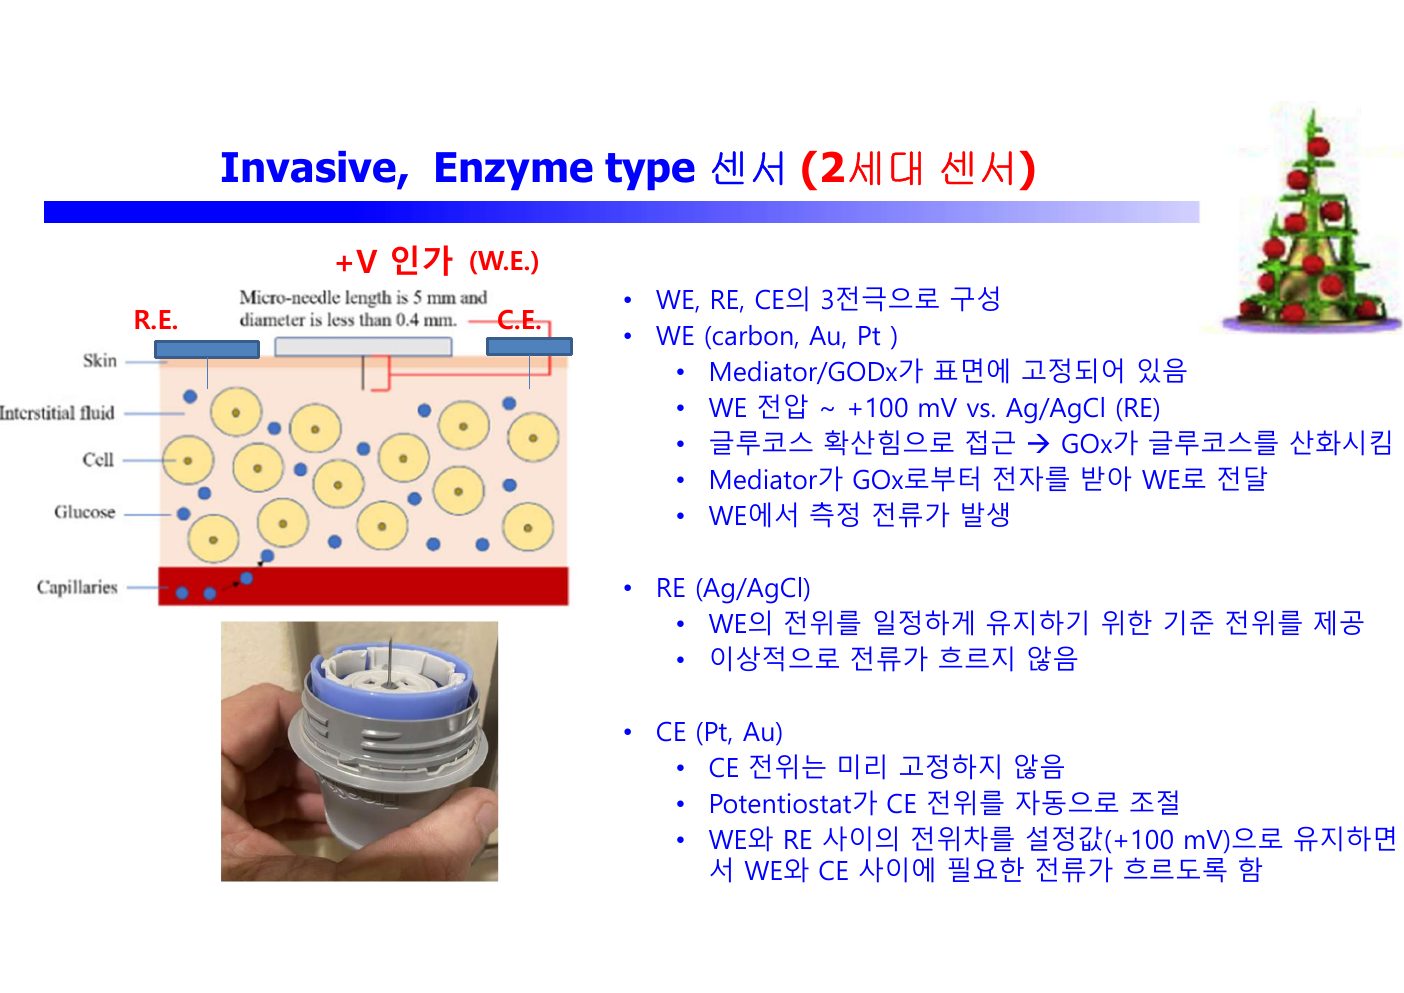 Invasive, Enzyme type 센서 (2세대 센서)
+V 인가 (W.E.)
Micro-needle length is 5 mm and
diameter is less than 0.4 mm.
R.E.
C.E.
Skin
Interstitial fluid
Cell
Glucose
Capillaries
• WE, RE, CE의 3전극으로 구성
• WE (carbon, Au, Pt )
• Mediator/GODx가 표면에 고정되어 있음
• WE 전압 ~ +100 mV vs. Ag/AgCl (RE)
• 글루코스 확산힘으로 접근 → GOx가 글루코스를 산화시킴
• Mediator가 GOx로부터 전자를 받아 WE로 전달
• WE에서 측정 전류가 발생
• RE (Ag/AgCl)
• WE의 전위를 일정하게 유지하기 위한 기준 전위를 제공
• 이상적으로 전류가 흐르지 않음
• CE (Pt, Au)
• CE 전위는 미리 고정하지 않음
• Potentiostat가 CE 전위를 자동으로 조절
• WE와 RE 사이의 전위차를 설정값(+100 mV)으로 유지하면
서 WE와 CE 사이에 필요한 전류가 흐르도록 함